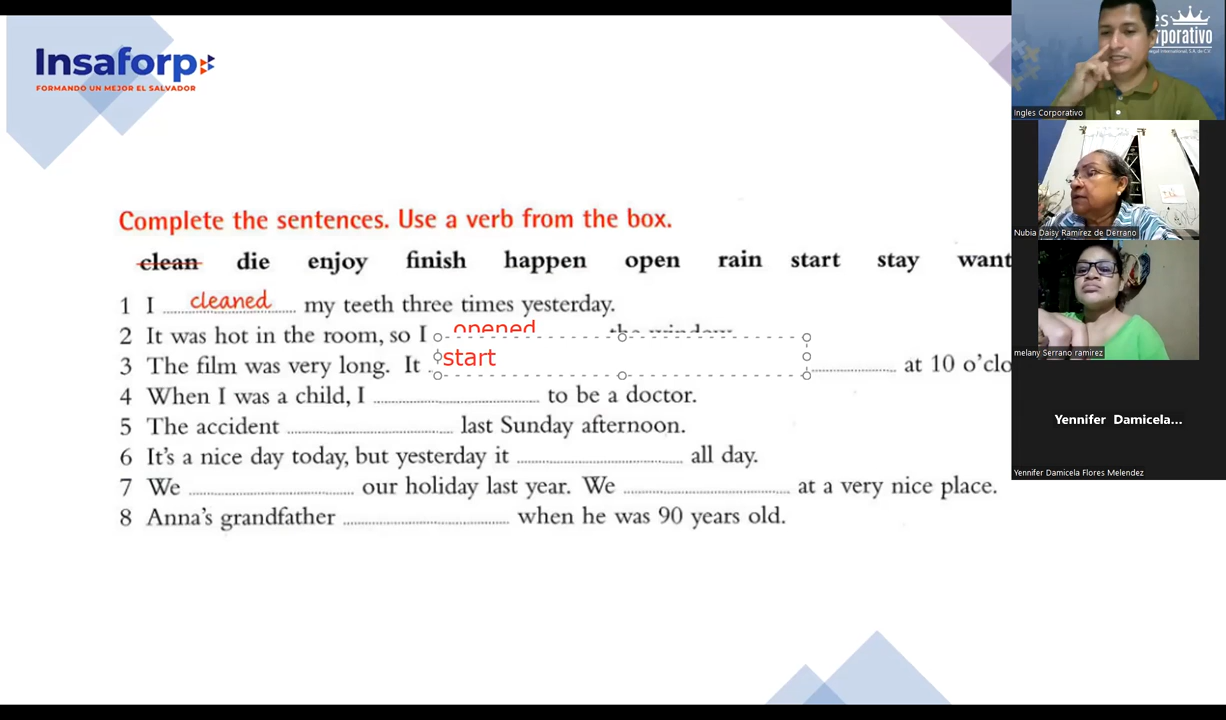 Insaforp
FORMANDO UN MEJOR EL SALVADOR
Complete the sentences. Use a verb from the box.
clean die enjoy finish happen open rain start stay want
1 I cleaned my teeth three times yesterday.
2 It was hot in the room, so I opened the window
3 The film was very long. It start at 10 o'clo
4 When I was a child, I to be a doctor.
5 The accident last Sunday afternoon.
6 It's a nice day today, but yesterday it all day.
7 We our holiday last year. We at a very nice place.
8 Anna's grandfather when he was 90 years old.
és
rporativo
Ingles Corporativo
Nubia Daisy Ramírez de Derrano
melany Serrano ramirez
Yennifer Damicela...
Yennifer Damicela Flores Melendez